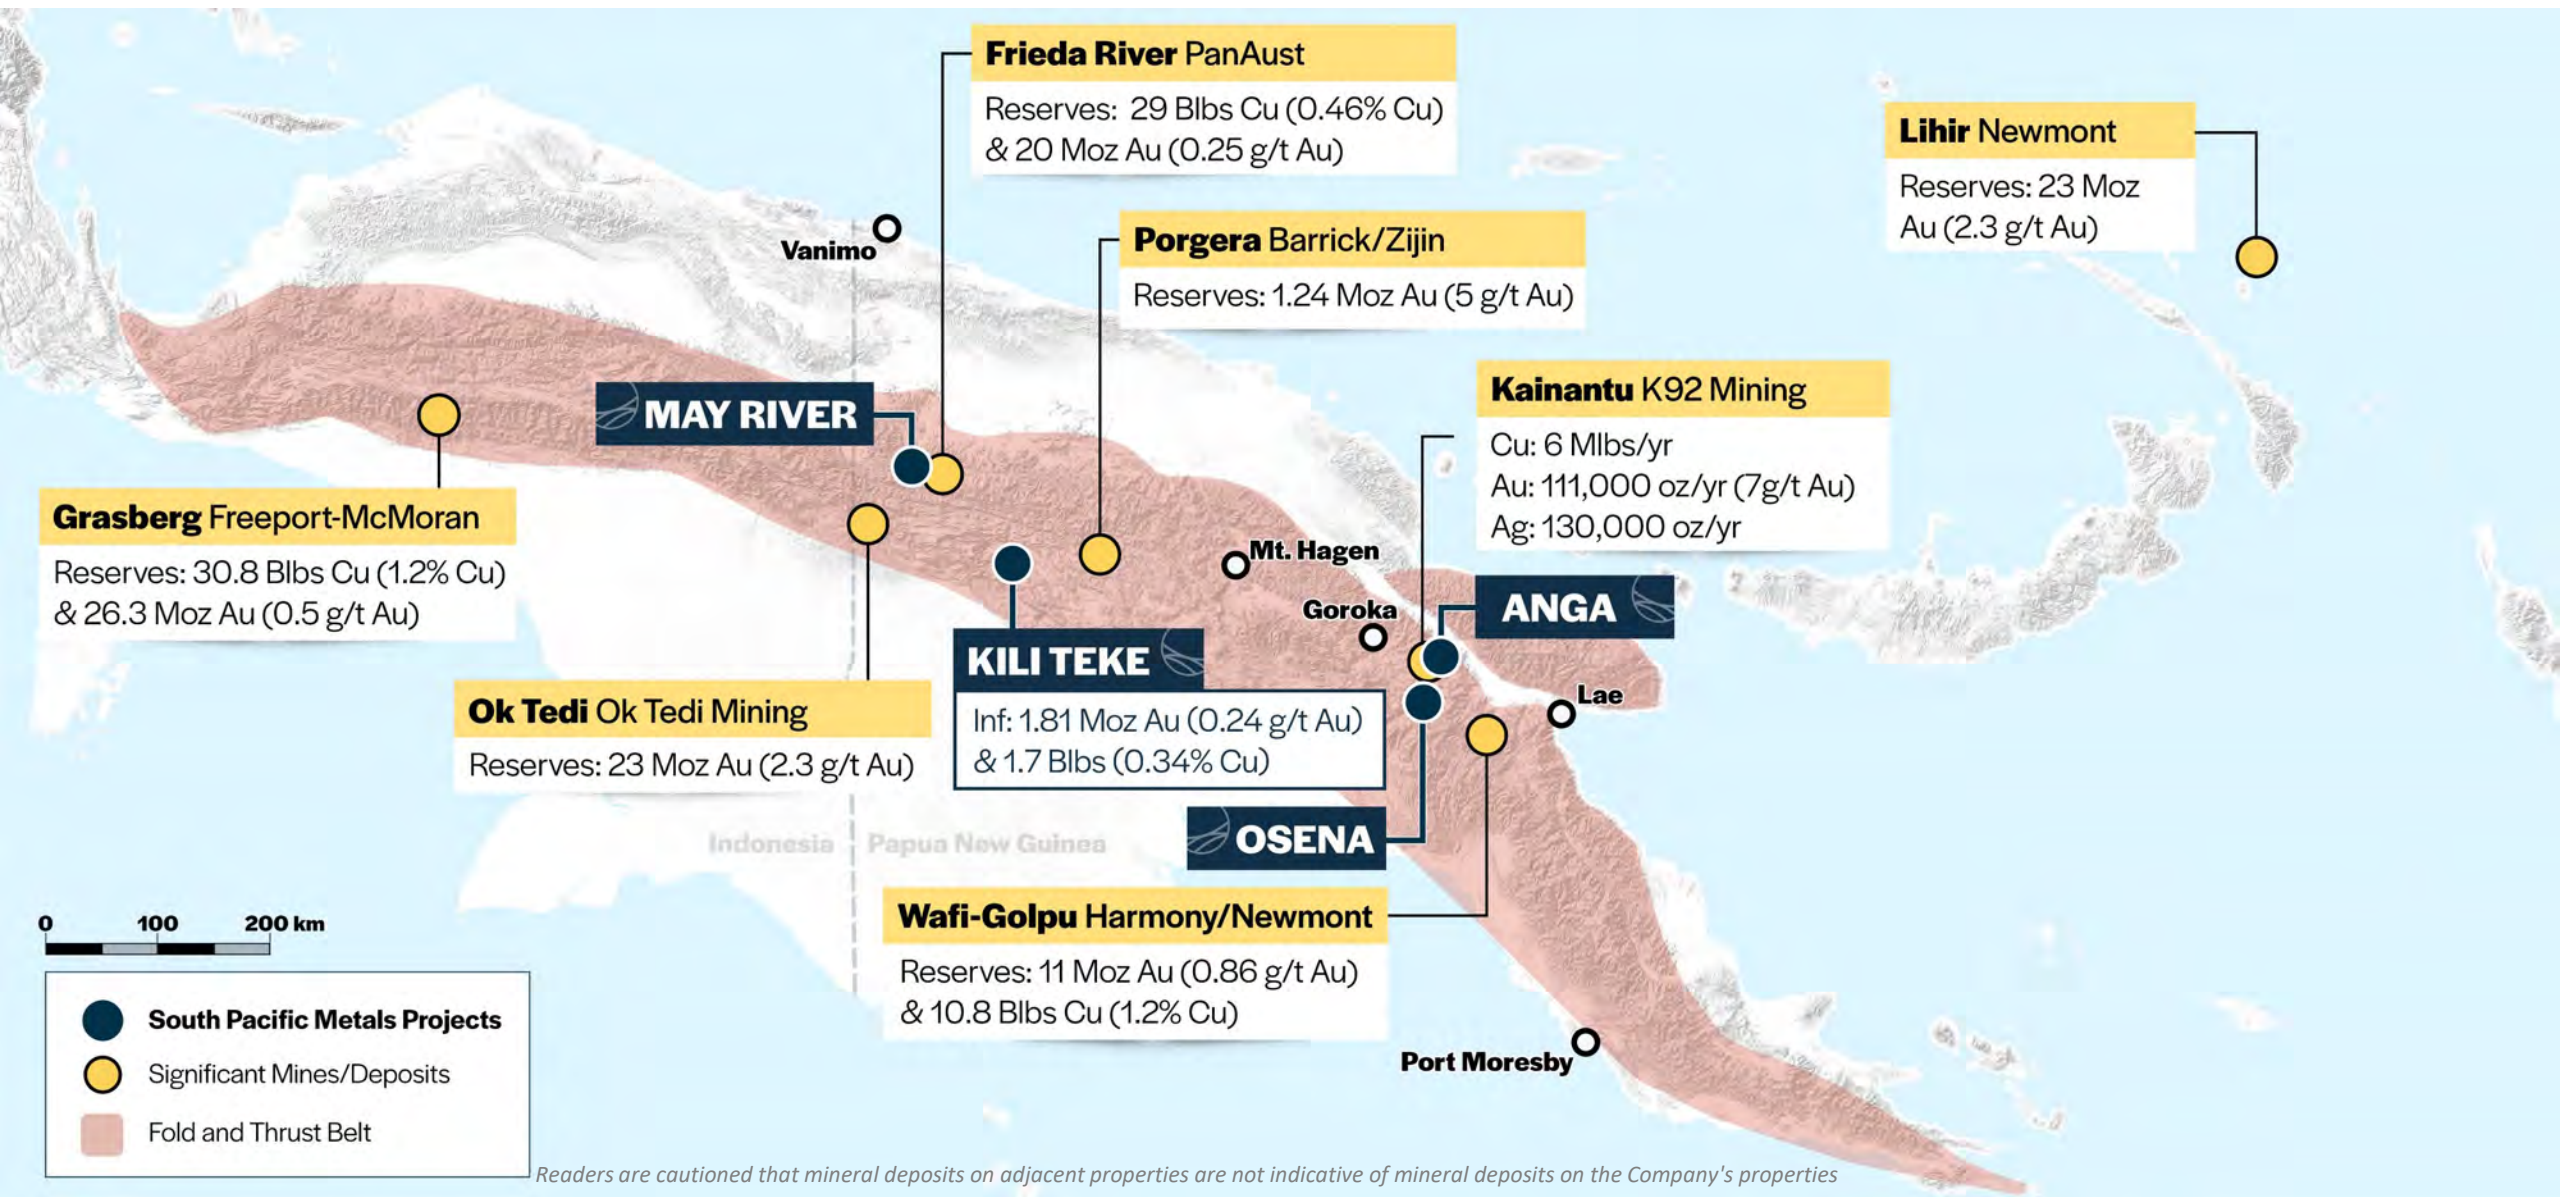 Frieda River PanAust
Reserves: 29 Blbs Cu (0.46% Cu)
& 20 Moz Au (0.25 g/t Au)
Lihir Newmont
Reserves: 23 Moz
Au (2.3 g/t Au)
Vanimo
Porgera Barrick/Zijin
Reserves: 1.24 Moz Au (5 g/t Au)
MAY RIVER
Kainantu K92 Mining
Cu: 6 Mlbs/yr
Au: 111,000 oz/yr (7g/t Au)
Ag: 130,000 oz/yr
Grasberg Freeport-McMoran
Reserves: 30.8 Blbs Cu (1.2% Cu)
& 26.3 Moz Au (0.5 g/t Au)
Mt. Hagen
Goroka
ANGA
KILI TEKE
Inf: 1.81 Moz Au (0.24 g/t Au)
& 1.7 Blbs (0.34% Cu)
Lae
Ok Tedi Ok Tedi Mining
Reserves: 23 Moz Au (2.3 g/t Au)
OSENA
Indonesia
Papua New Guinea
Wafi-Golpu Harmony/Newmont
Reserves: 11 Moz Au (0.86 g/t Au)
& 10.8 Blbs Cu (1.2% Cu)
Port Moresby
0 100 200 km
South Pacific Metals Projects
Significant Mines/Deposits
Fold and Thrust Belt
Readers are cautioned that mineral deposits on adjacent properties are not indicative of mineral deposits on the Company's properties